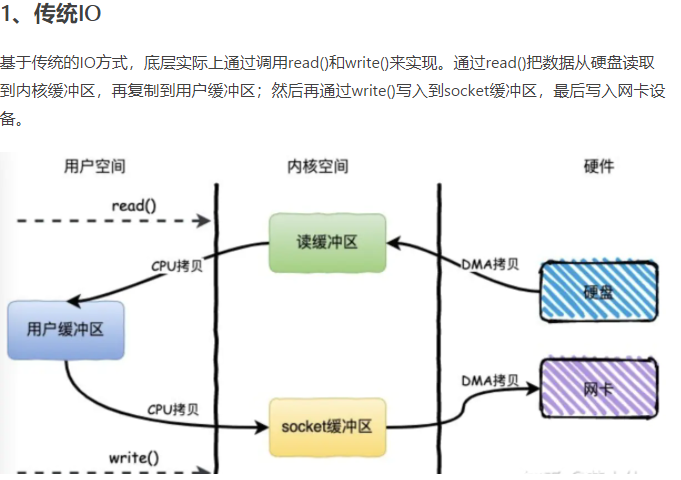 1、传统IO
基于传统的IO方式，底层实际上通过调用read()和write()来实现。通过read()把数据从硬盘读取
到内核缓冲区，再复制到用户缓冲区；然后再通过write()写入到socket缓冲区，最后写入网卡设
备。
用户空间
内核空间
硬件
read()
读缓冲区
CPU拷贝
DMA拷贝
硬盘
用户缓冲区
DMA拷贝
网卡
CPU拷贝
socket缓冲区
write()